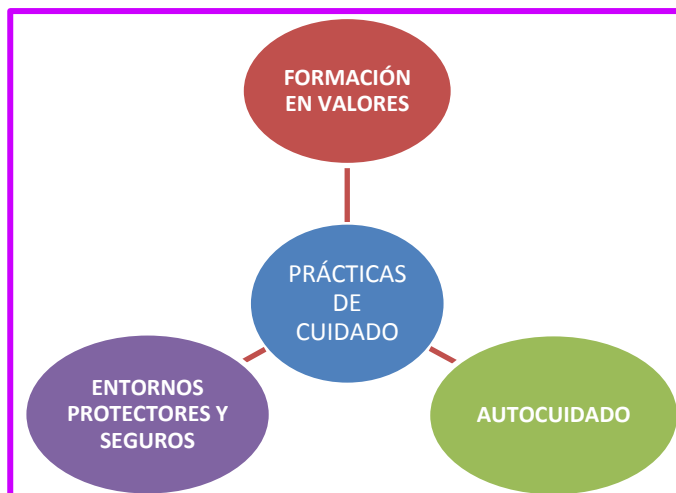 FORMACIÓN
EN VALORES
PRÁCTICAS
DE
CUIDADO
ENTORNOS
PROTECTORES Y
SEGUROS
AUTOCUIDADO